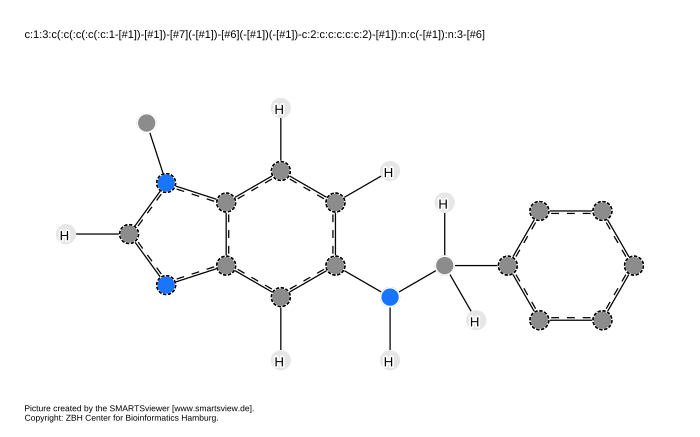 c:1:3:c(:c(:c(:c(:c:1-[#1])-[#1])-[#7](-[#1])-[#6](-[#1])(-[#1])-c:2:c:c:c:c:c:2)-[#1]):n:c(-[#1]):n:3-[#6]
H
H
H
H
H
H
H
H
Picture created by the SMARTSviewer [www.smartsview.de].
Copyright: ZBH Center for Bioinformatics Hamburg.